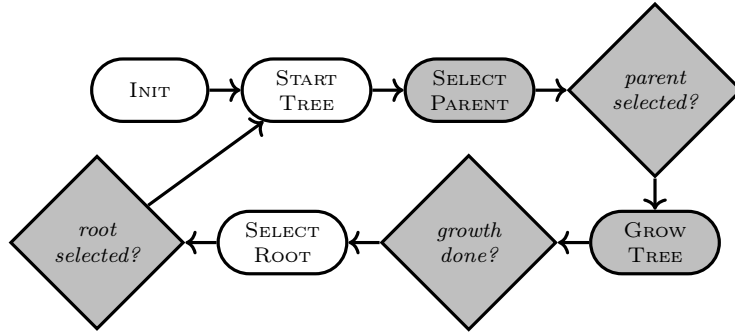 INIT
START
TREE
SELECT
PARENT
parent
selected?
GROW
TREE
growth
done?
SELECT
ROOT
root
selected?